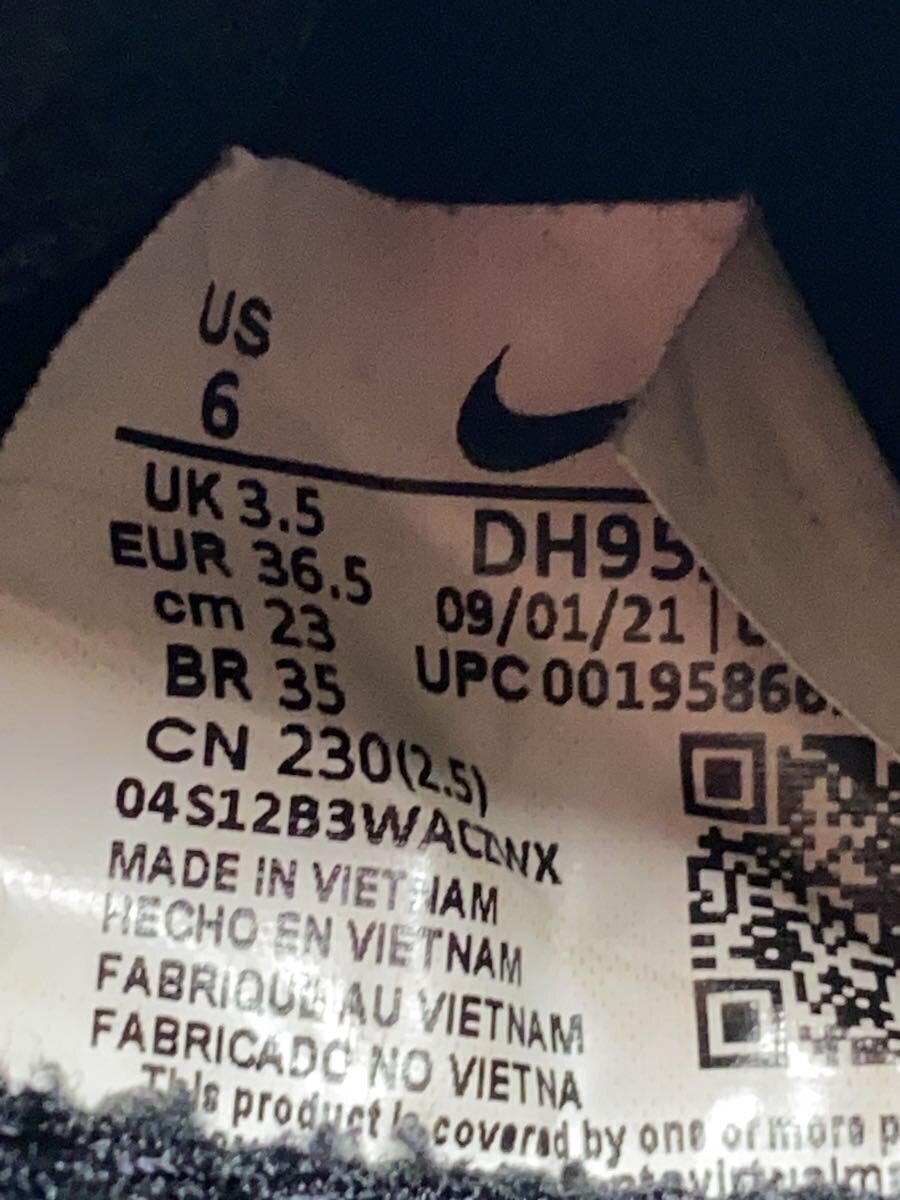 US
6
UK 3.5
EUR 36.5
cm 23
BR 35
CN 230(2.5)
DH95
09/01/21 |
UPC 00195866
04S12B3WACDNX
MADE IN VIETNAM
HECHO EN VIETNAM
FABRIQUE AU VIETNAM
FABRICADO NO VIETNA
This product is covered by one or more p